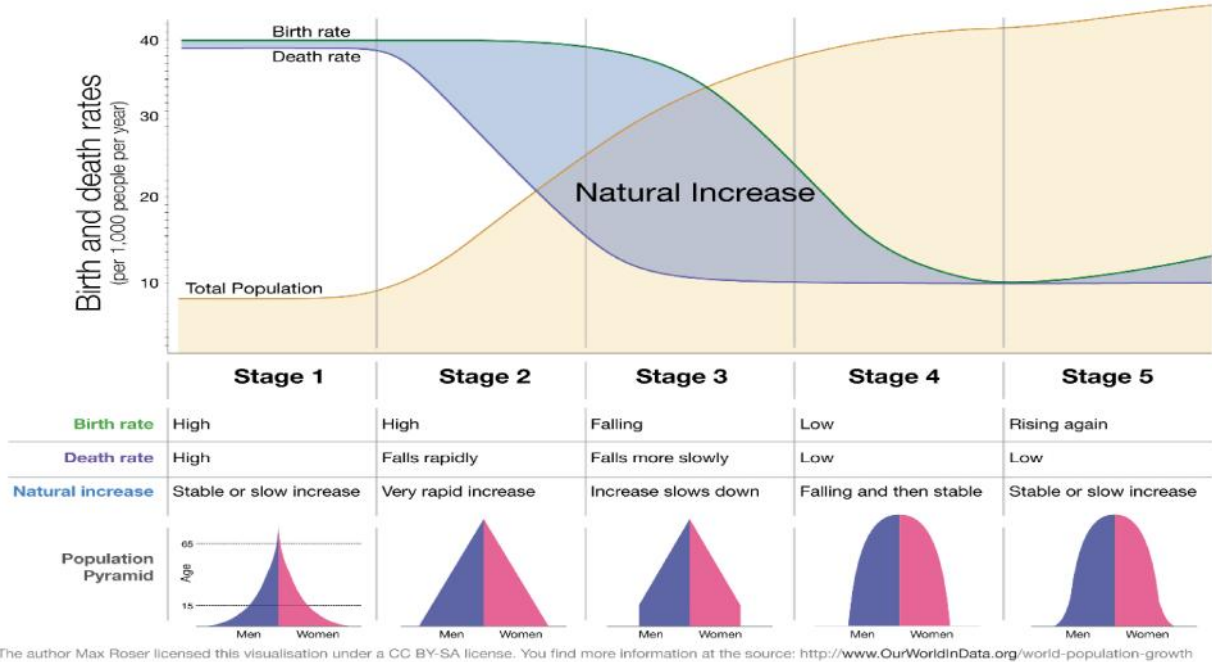 Birth and death rates
(per 1,000 people per year)
40
30
20
10
Birth rate
Death rate
Natural Increase
Total Population
Stage 1 Stage 2 Stage 3 Stage 4 Stage 5
Birth rate High High Falling Low Rising again
Death rate High Falls rapidly Falls more slowly Low Low
Natural increase Stable or slow increase Very rapid increase Increase slows down Falling and then stable Stable or slow increase
Population
Pyramid
Age
65
15
Men Women Men Women Men Women Men Women Men Women
The author Max Roser licensed this visualisation under a CC BY-SA license. You find more information at the source: http://www.OurWorldInData.org/world-population-growth